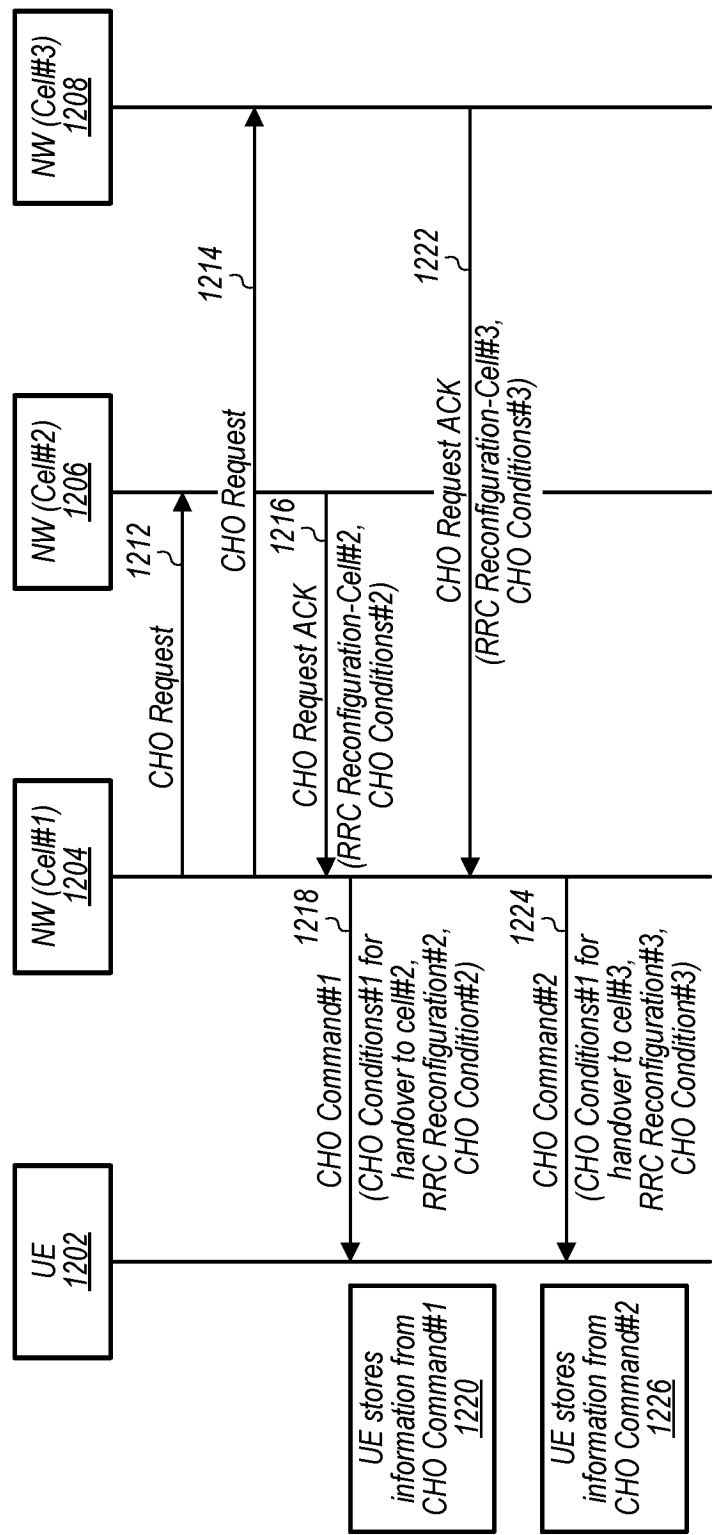 UE
1202
NW (Cel#1)
1204
NW (Cel#2)
1206
NW (Cel#3)
1208
CHO Request
1212
CHO Request
1214
1216
CHO Request ACK
(RRC Reconfiguration-Cell#2,
CHO Conditions#2)
1218
CHO Command#1
(CHO Conditions#1 for
handover to cell#2,
RRC Reconfiguration#2,
CHO Condition#2)
UE stores
information from
CHO Command#1
1220
1222
CHO Request ACK
(RRC Reconfiguration-Cell#3,
CHO Conditions#3)
1224
CHO Command#2
(CHO Conditions#1 for
handover to cell#3,
RRC Reconfiguration#3,
CHO Condition#3)
UE stores
information from
CHO Command#2
1226